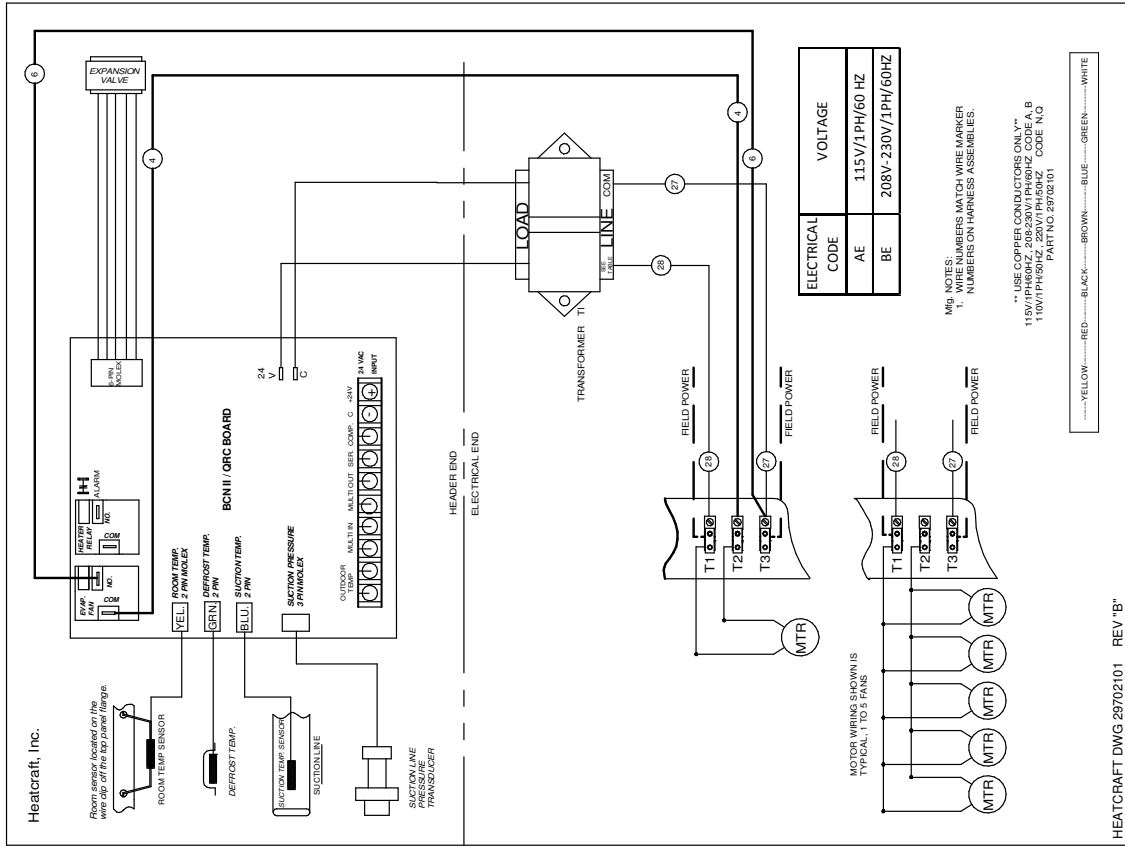 Heatcraft, Inc.
Room sensor located on the
wire clip off the top panel flange.
ROOM TEMP SENSOR
DEFROST TEMP.
SUCTION TEMP. SENSOR
SUCTION LINE
SUCTION LINE
PRESSURE
TRANSDUCER
EVAP.
FAN
NO.
COM
HEATER
RELAY
ALARM
NO.
COM
YEL.
ROOM TEMP.
2 PIN MOLEX
GRN.
DEFROST TEMP.
2 PIN
BLU.
SUCTION TEMP.
2 PIN
SUCTION PRESSURE
3 PIN MOLEX
BCN II / QRC BOARD
OUTDOOR
TEMP
MULTI IN
MULTI OUT
SER.
COMP.
C
+24V
-
+
24 VAC
INPUT
24
V
C
5-PIN
MOLEX
EXPANSION
VALVE
6
4
HEADER END
ELECTRICAL END
LOAD
LINE
SEE
TABLE
COM
TRANSFORMER TI
28
27
4
6
T1
T2
T3
28
27
FIELD POWER
FIELD POWER
MTR
MOTOR WIRING SHOWN IS
TYPICAL, 1 TO 5 FANS
MTR
MTR
MTR
MTR
MTR
T1
T2
T3
28
27
FIELD POWER
FIELD POWER
ELECTRICAL
CODE
VOLTAGE
AE
115V/1PH/60 HZ
BE
208V-230V/1PH/60HZ
Mfg. NOTES:
1. WIRE NUMBERS MATCH WIRE MARKER
NUMBERS ON HARNESS ASSEMBLIES.
** USE COPPER CONDUCTORS ONLY**
115V/1PH/60HZ, 208-230V/1PH/60HZ CODE A, B
110V/1PH/50HZ, 220V/1PH/50HZ CODE N,Q
PART NO. 29702101
------YELLOW------RED------BLACK------BROWN------BLUE------GREEN------WHITE
HEATCRAFT DWG 29702101 REV "B"